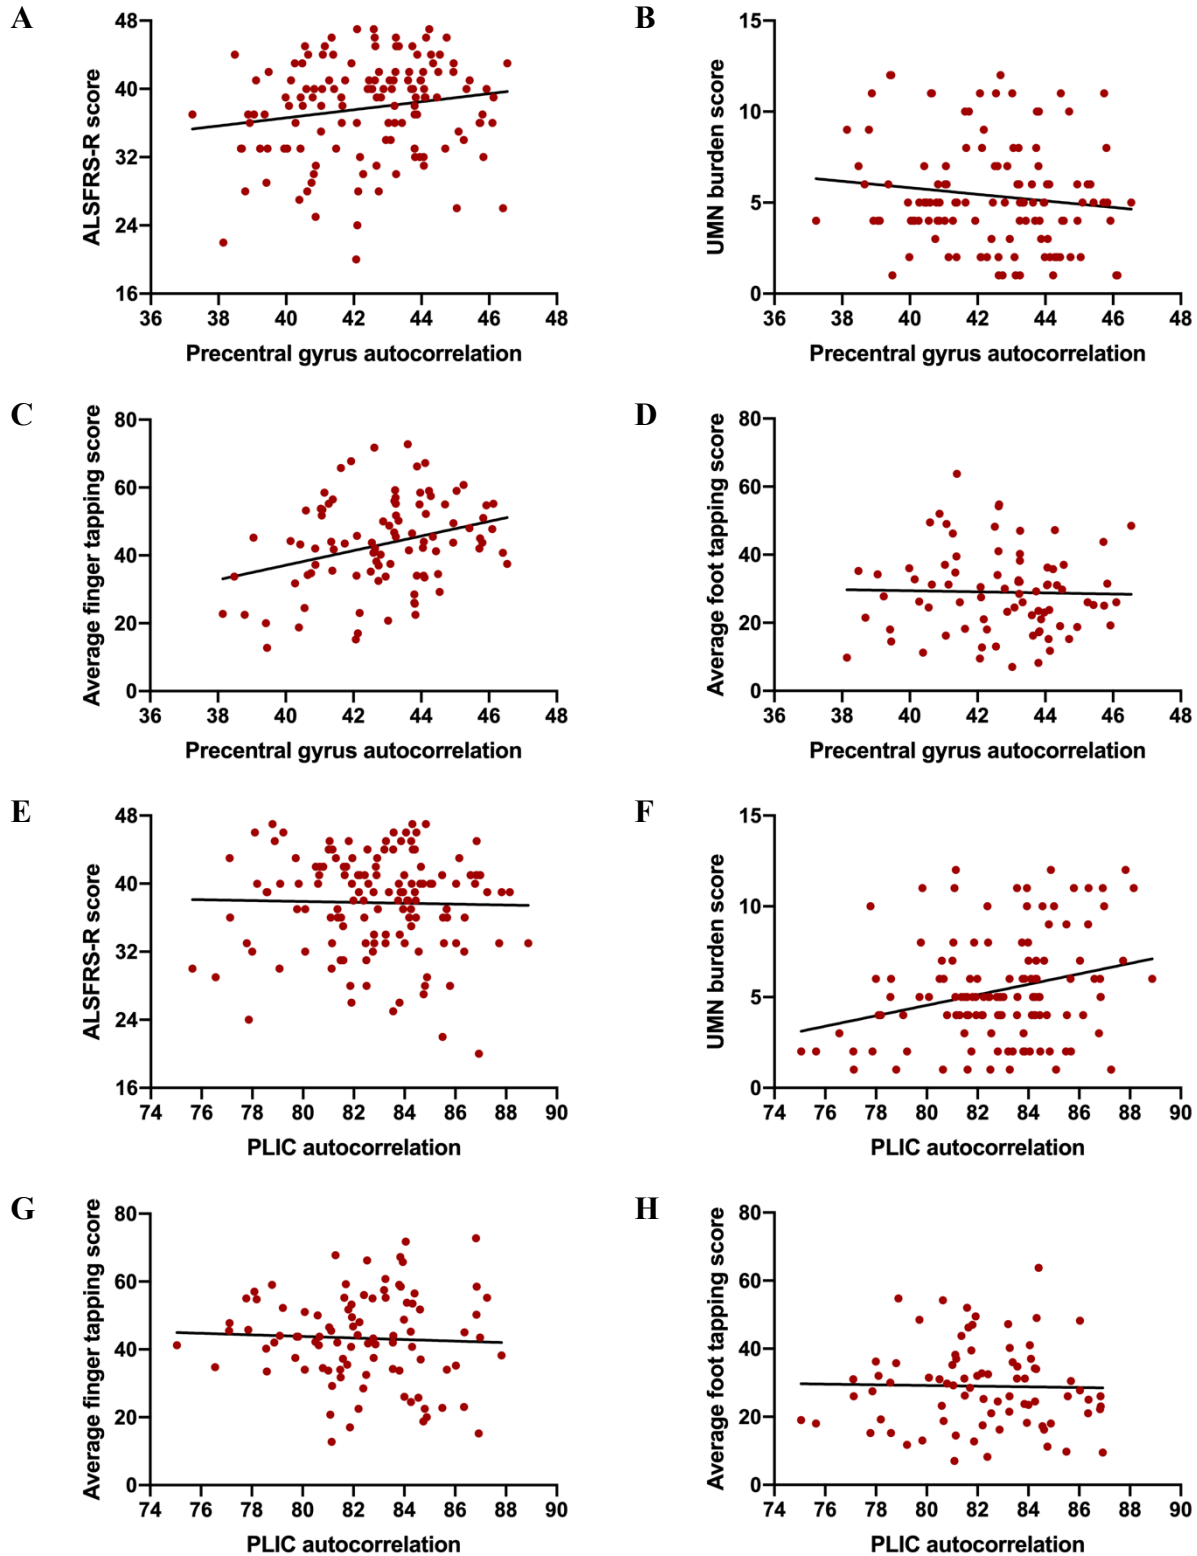 A
B
ALSFRS-R score
48
40
32
24
16
36 38 40 42 44 46 48
Precentral gyrus autocorrelation
UMN burden score
15
10
5
0
36 38 40 42 44 46 48
Precentral gyrus autocorrelation
C
D
Average finger tapping score
80
60
40
20
0
36 38 40 42 44 46 48
Precentral gyrus autocorrelation
Average foot tapping score
80
60
40
20
0
36 38 40 42 44 46 48
Precentral gyrus autocorrelation
E
F
ALSFRS-R score
48
40
32
24
16
74 76 78 80 82 84 86 88 90
PLIC autocorrelation
UMN burden score
15
10
5
0
74 76 78 80 82 84 86 88 90
PLIC autocorrelation
G
H
Average finger tapping score
80
60
40
20
0
74 76 78 80 82 84 86 88 90
PLIC autocorrelation
Average foot tapping score
80
60
40
20
0
74 76 78 80 82 84 86 88 90
PLIC autocorrelation